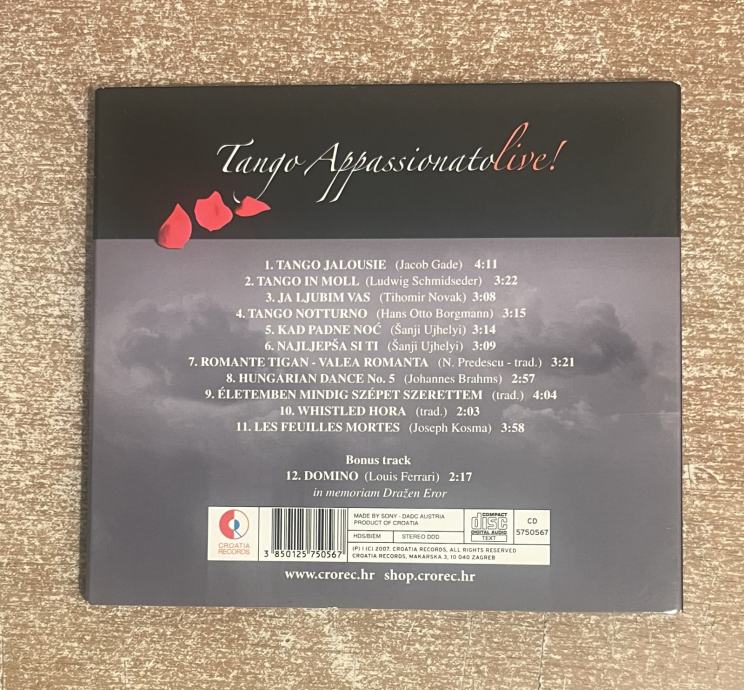 Tango Appassionato live!
1. TANGO JALOUSIE (Jacob Gade) 4:11
2. TANGO IN MOLL (Ludwig Schmidseder) 3:22
3. JA LJUBIM VAS (Tihomir Novak) 3:08
4. TANGO NOTTURNO (Hans Otto Borgmann) 3:15
5. KAD PADNE NOĆ (Šanji Ujhelyi) 3:14
6. NAJLJEPŠA SI TI (Šanji Ujhelyi) 3:09
7. ROMANTE TIGAN - VALEA ROMANTA (N. Predescu - trad.) 3:21
8. HUNGARIAN DANCE No. 5 (Johannes Brahms) 2:57
9. ÉLETEMBEN MINDIG SZÉPET SZERETTEM (trad.) 4:04
10. WHISTLED HORA (trad.) 2:03
11. LES FEUILLES MORTES (Joseph Kosma) 3:58
Bonus track
12. DOMINO (Louis Ferrari) 2:17
in memoriam Dražen Eror
CROATIA
RECORDS
3 850125 750567
MADE BY SONY - DADC AUSTRIA
PRODUCT OF CROATIA
HDS/BIEM
STEREO DDD
COMPACT
disc
DIGITAL AUDIO
TEXT
CD
5750567
(P) I (C) 2007. CROATIA RECORDS, ALL RIGHTS RESERVED
CROATIA RECORDS, MAKARSKA 3, 10 040 ZAGREB
www.crorec.hr shop.crorec.hr